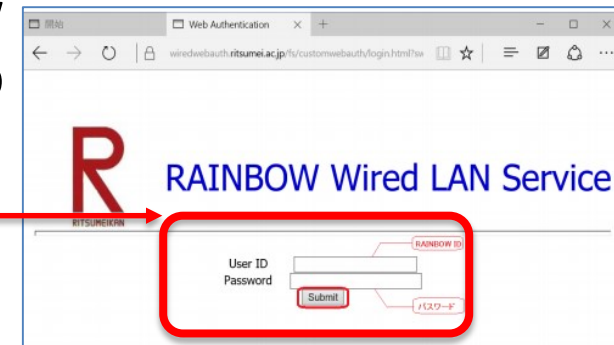 開始
Web Authentication
wiredwebauth.ritsumei.ac.jp/fs/customwebauth/login.html?sw
RITSUMEIKAN
RAINBOW Wired LAN Service
RAINBOW ID
User ID
Password
Submit
パスワード